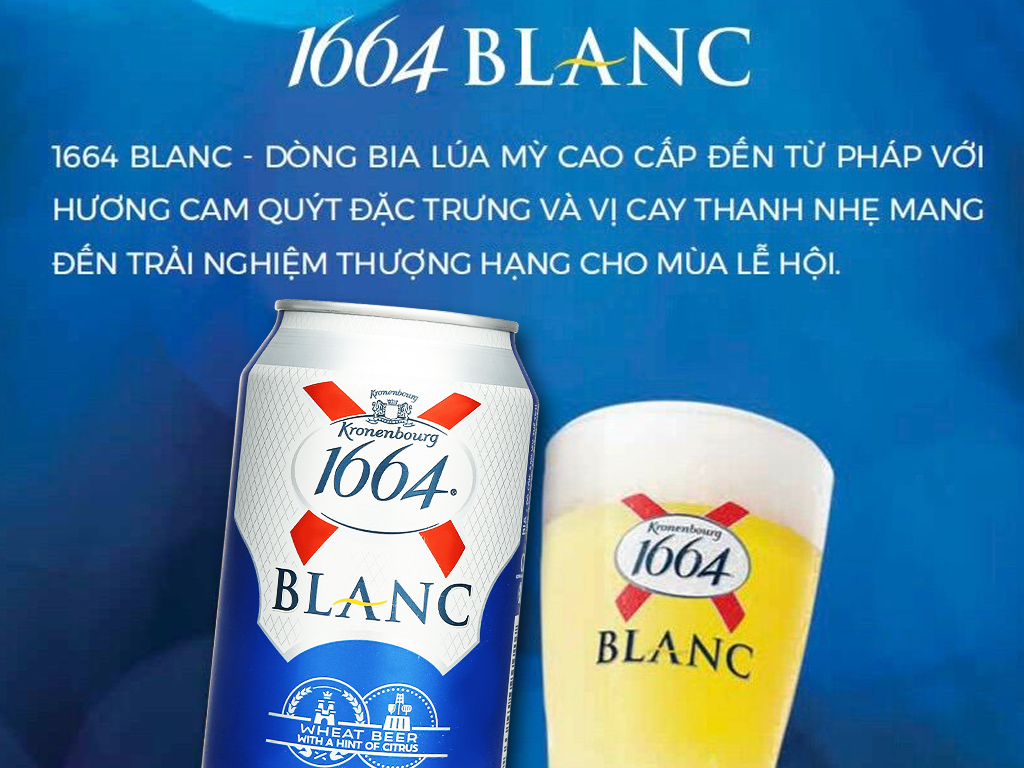 1664 BLANC
1664 BLANC - DÒNG BIA LÚA MỲ CAO CẤP ĐẾN TỪ PHÁP VỚI
HƯƠNG CAM QUÝT ĐẶC TRƯNG VÀ VỊ CAY THANH NHẸ MANG
ĐẾN TRẢI NGHIỆM THƯỢNG HẠNG CHO MÙA LỄ HỘI.
Kronenbourg
Kronenbourg
1664
BLANC
WHEAT BEER
WITH A HINT OF CITRUS
Kronenbourg
1664
BLANC